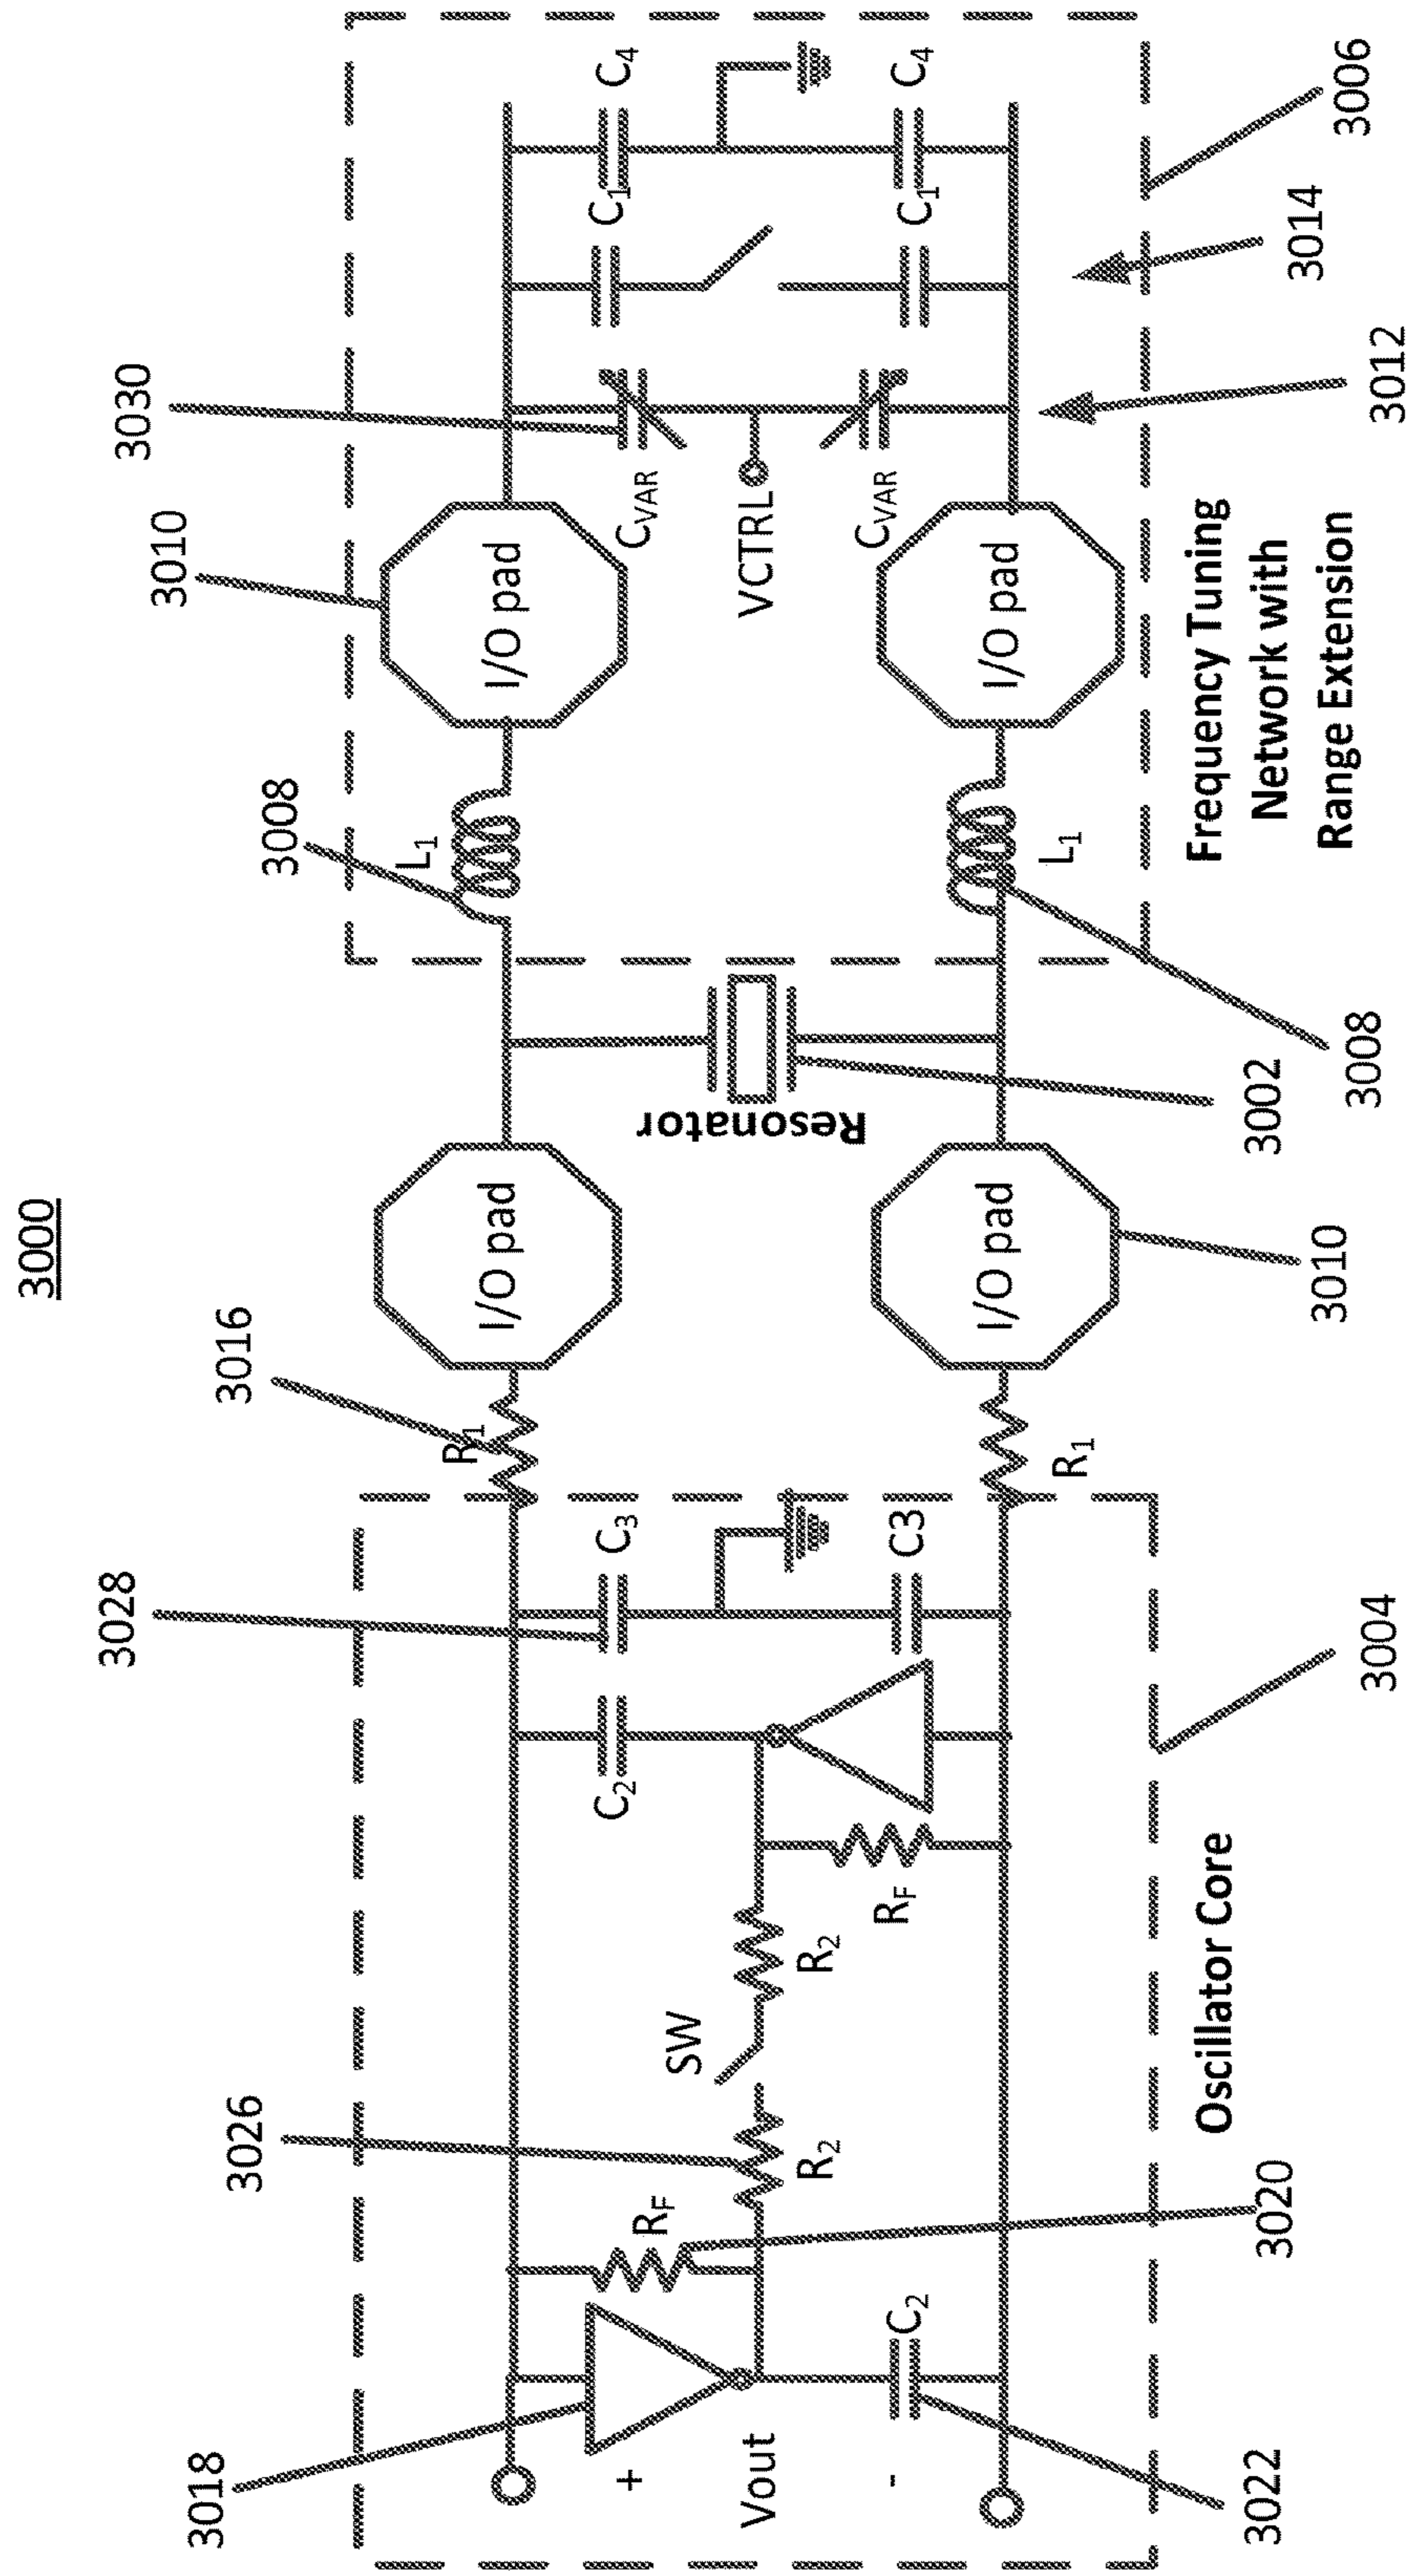 3000
3018
3026
3028
3016
3010
3008
3030
+
Vout
-
RF
R2
SW
R2
RF
C2
C2
C3
C3
R1
R1
I/O pad
I/O pad
Resonator
L1
L1
I/O pad
I/O pad
CVAR
VCTRL
CVAR
C1
C1
C4
C4
3022
3020
Oscillator Core
3004
3010
3002
3008
Frequency Tuning
Network with
Range Extension
3012
3014
3006